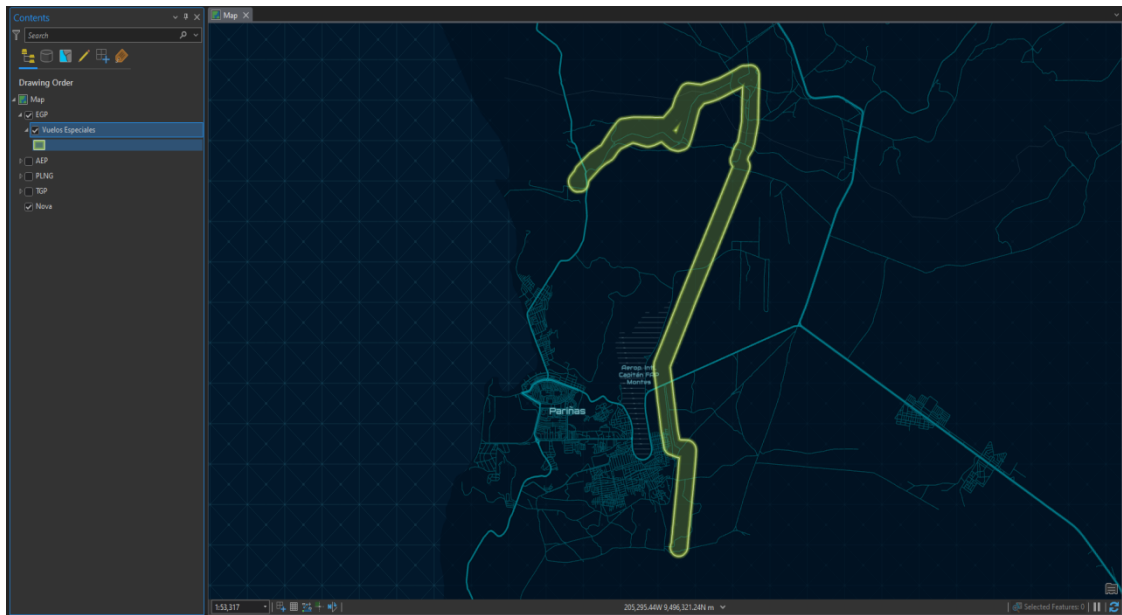 Contents
Search
Drawing Order
Map
EGP
Vuelos Especiales
AEP
PLNG
TGP
Nova
Map
Aerop. Int.
Capitán FAP
Montes
Pariñas
1:53,317
205,295.44W 9,496,321.24N m
Selected Features: 0